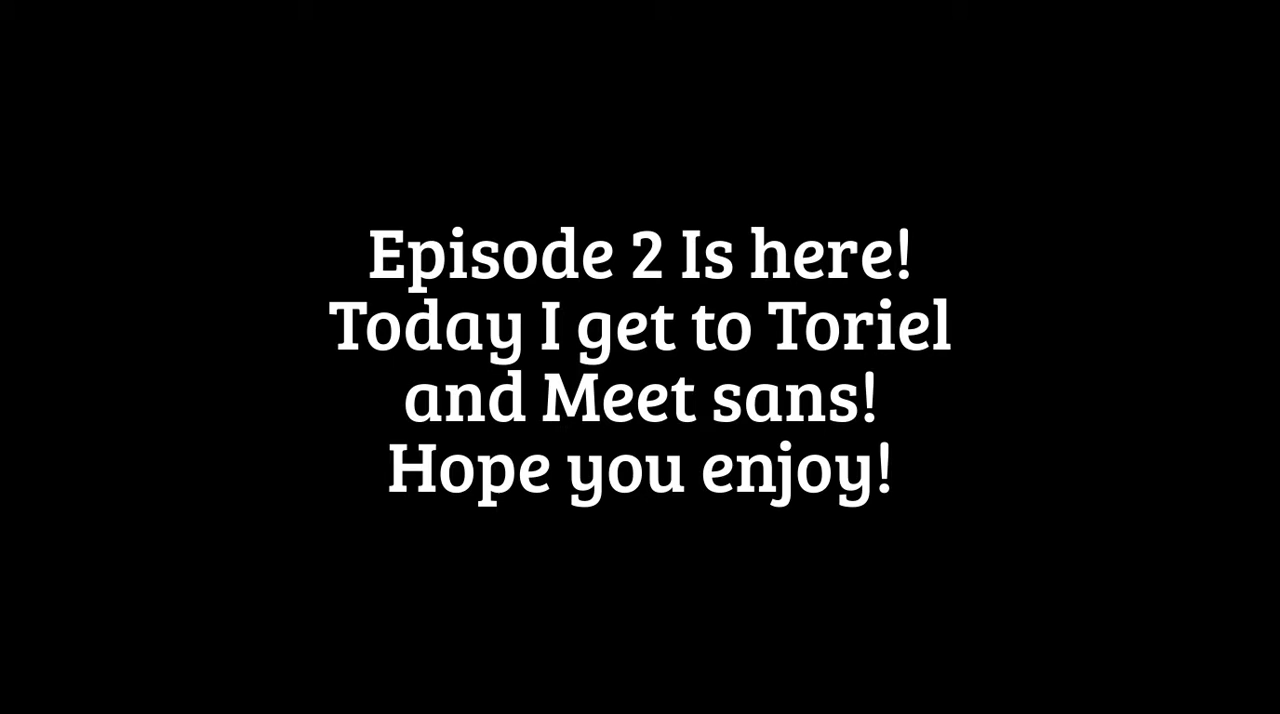 Episode 2 Is here!
Today I get to Toriel
and Meet sans!
Hope you enjoy!